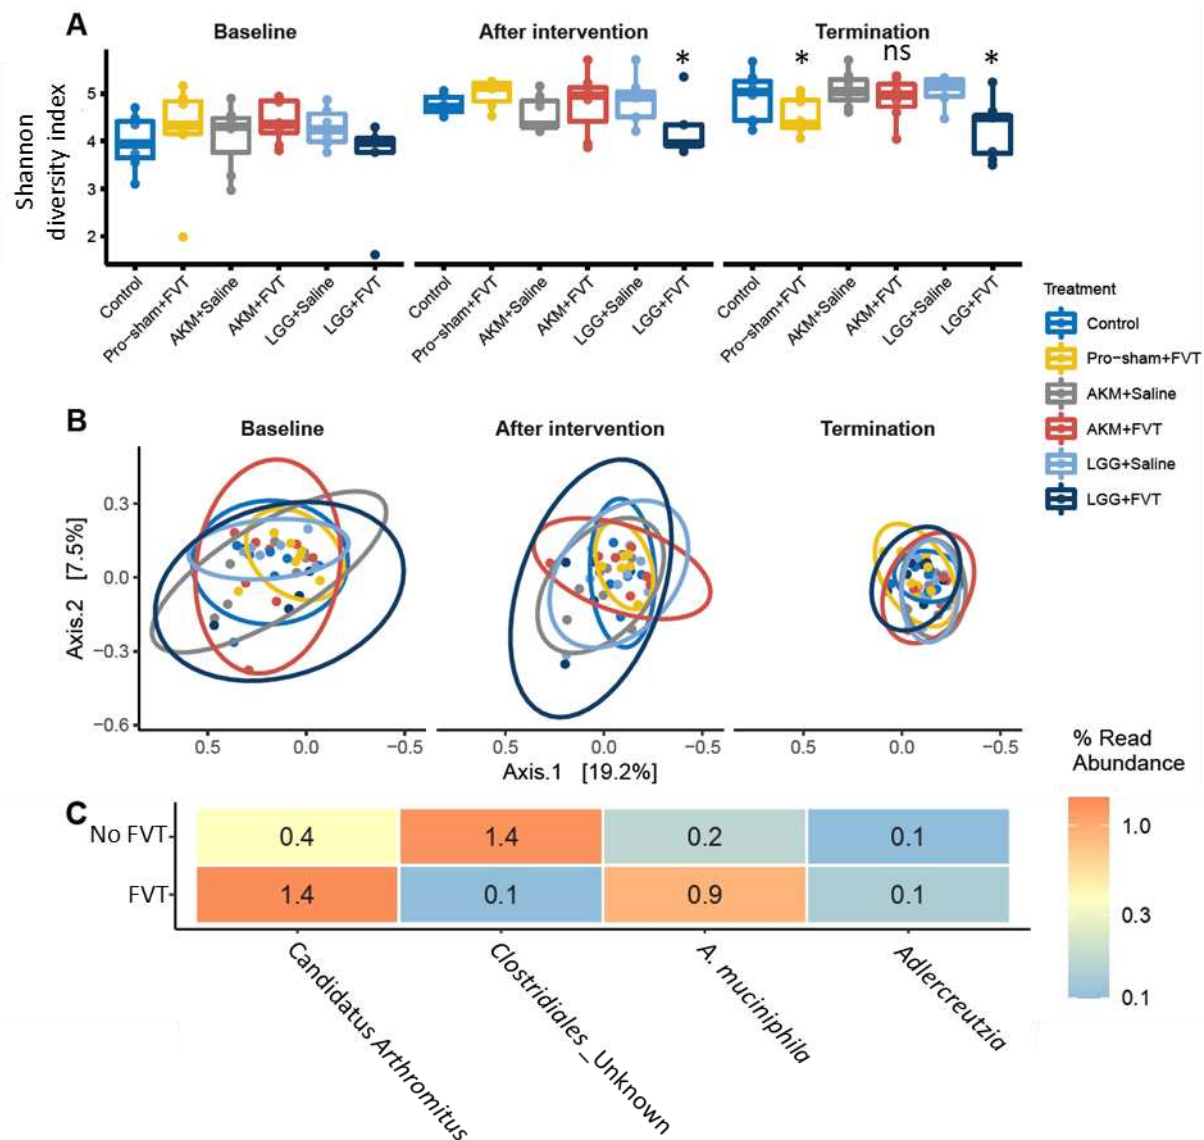 A
Baseline
After intervention
Termination
*
*
ns
*
Shannon
diversity index
5
4
3
2
Control
Pro-sham+FVT
AKM+Saline
AKM+FVT
LGG+Saline
LGG+FVT
Control
Pro-sham+FVT
AKM+Saline
AKM+FVT
LGG+Saline
LGG+FVT
Control
Pro-sham+FVT
AKM+Saline
AKM+FVT
LGG+Saline
LGG+FVT
Treatment
Control
Pro-sham+FVT
AKM+Saline
AKM+FVT
LGG+Saline
LGG+FVT
B
Baseline
After intervention
Termination
Axis.2 [7.5%]
0.3
0.0
−0.3
−0.6
0.5 0.0 −0.5
0.5 0.0 −0.5
0.5 0.0 −0.5
Axis.1 [19.2%]
% Read
Abundance
1.0
0.3
0.1
C
No FVT 0.4 1.4 0.2 0.1
FVT 1.4 0.1 0.9 0.1
Candidatus Arthromitus
Clostridiales_Unknown
A. muciniphila
Adlercreutzia